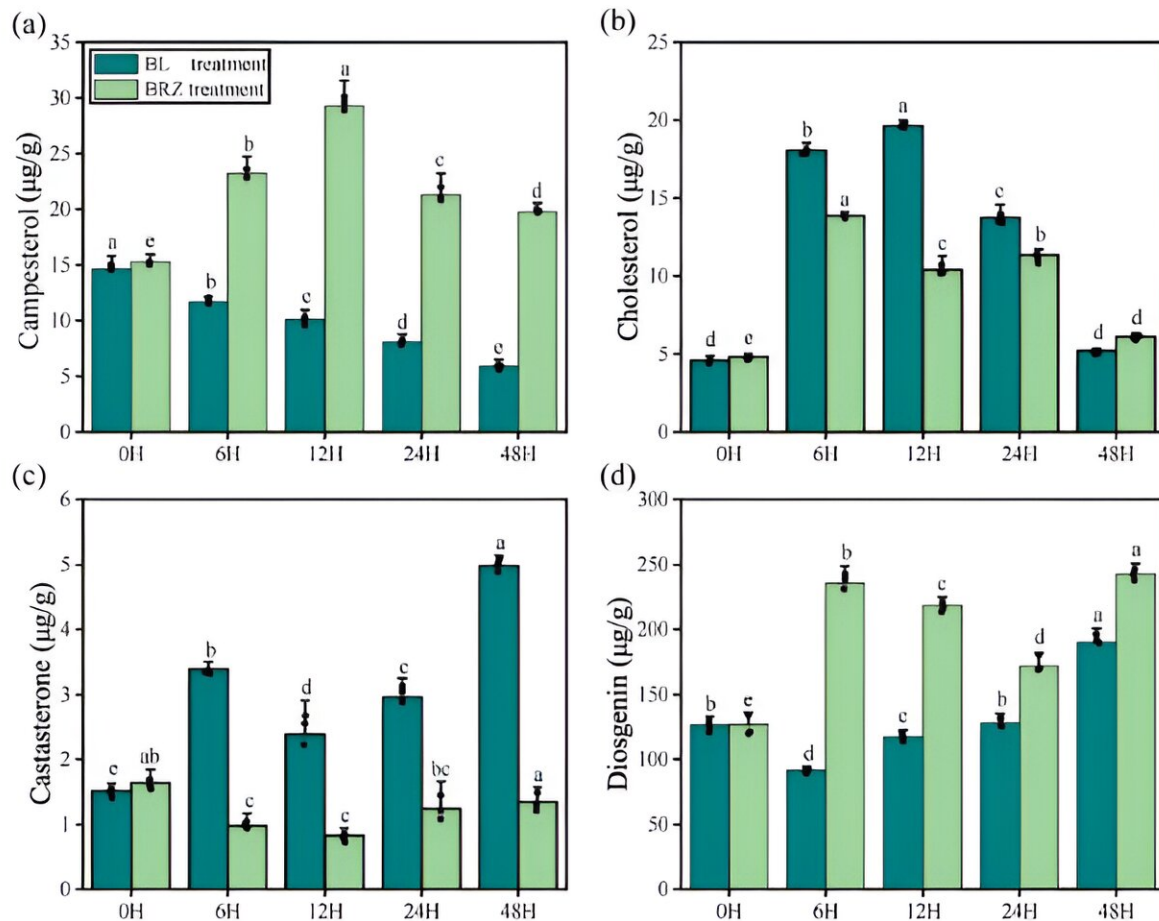 (a)
Campesterol (µg/g)
35
30
25
20
15
10
5
0
BL treatment
BRZ treatment
a e
b b
c a
d c
e d
0H 6H 12H 24H 48H
(b)
Cholesterol (µg/g)
25
20
15
10
5
0
d e
b a
a c
c b
d d
0H 6H 12H 24H 48H
(c)
Castasterone (µg/g)
6
5
4
3
2
1
0
e ab
b c
d c
c bc
a a
0H 6H 12H 24H 48H
(d)
Diosgenin (µg/g)
300
250
200
150
100
50
0
b e
d b
c c
b d
a a
0H 6H 12H 24H 48H